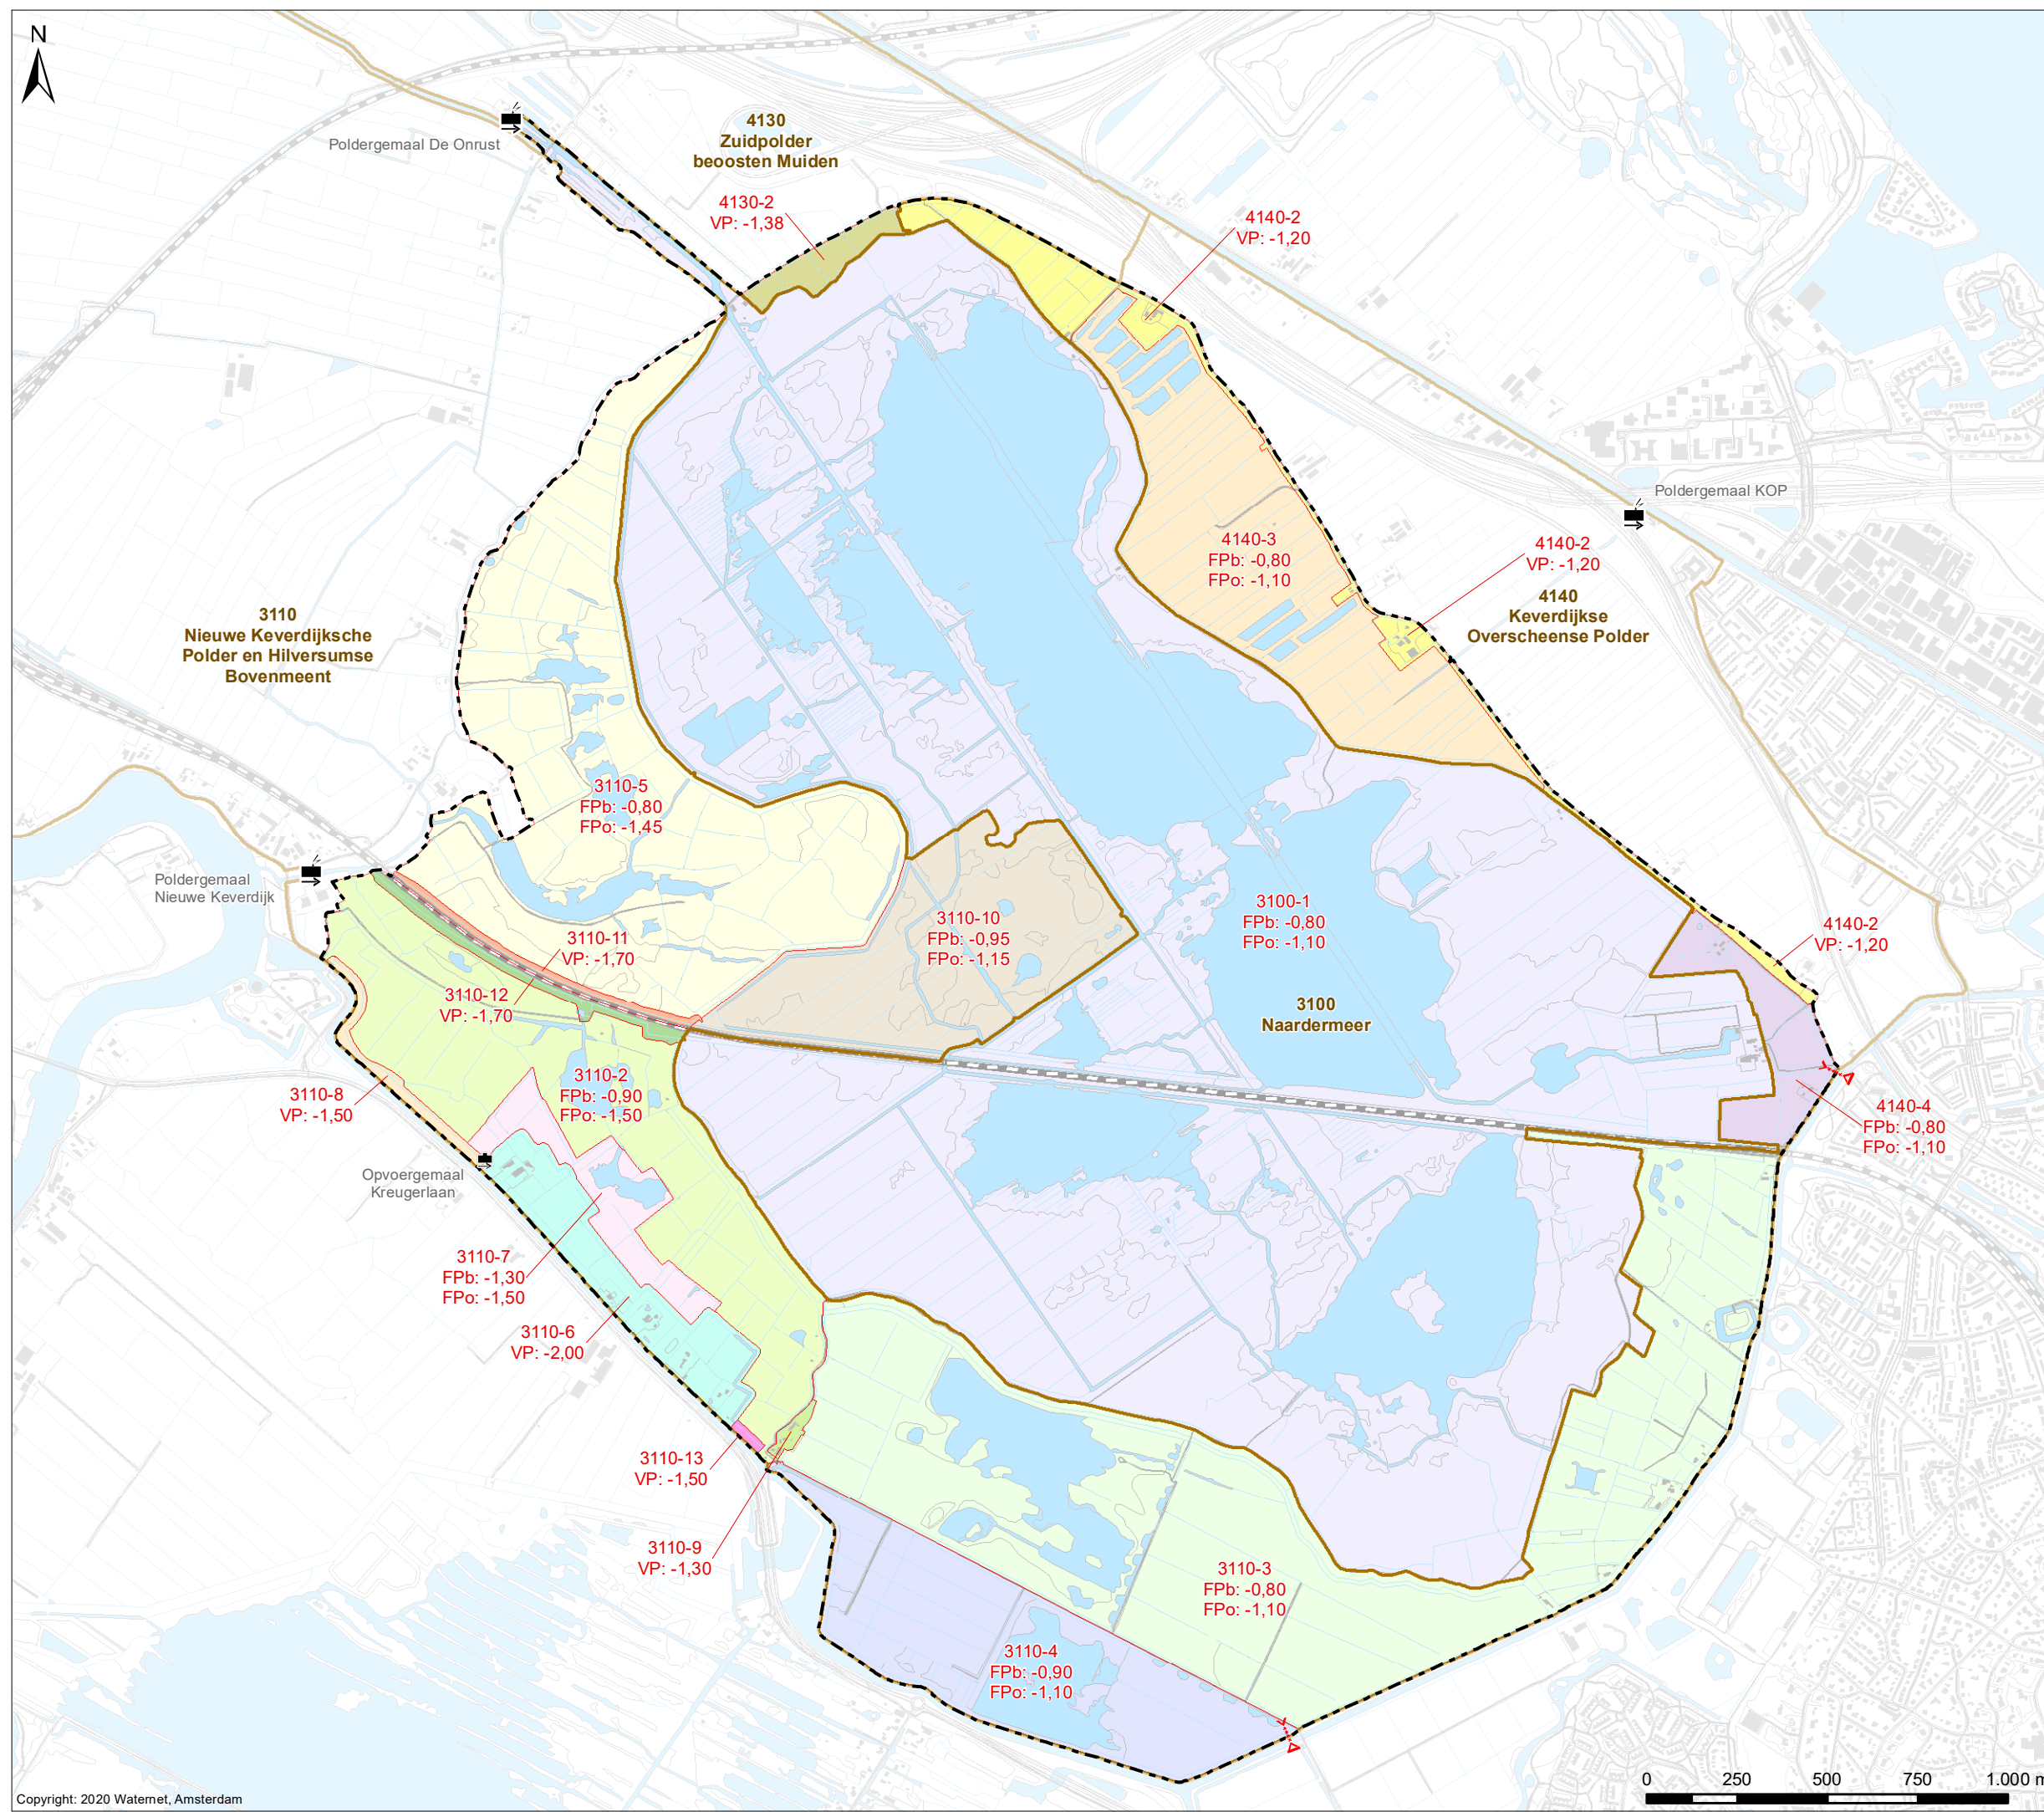 N
Poldergemaal De Onrust
4130
Zuidpolder
beoosten Muiden
4130-2
VP: -1,38
4140-2
VP: -1,20
Poldergemaal KOP
4140-3
FPb: -0,80
FPo: -1,10
4140-2
VP: -1,20
4140
Keverdijkse
Overscheense Polder
3110
Nieuwe Keverdijksche
Polder en Hilversumse
Bovenmeent
3110-5
FPb: -0,80
FPo: -1,45
Poldergemaal
Nieuwe Keverdijk
3110-11
VP: -1,70
3110-12
VP: -1,70
3110-10
FPb: -0,95
FPo: -1,15
3100-1
FPb: -0,80
FPo: -1,10
3100
Naardermeer
4140-2
VP: -1,20
4140-4
FPb: -0,80
FPo: -1,10
3110-8
VP: -1,50
3110-2
FPb: -0,90
FPo: -1,50
Opvoergemaal
Kreugerlaan
3110-7
FPb: -1,30
FPo: -1,50
3110-6
VP: -2,00
3110-13
VP: -1,50
3110-9
VP: -1,30
3110-3
FPb: -0,80
FPo: -1,10
3110-4
FPb: -0,90
FPo: -1,10
0 250 500 750 1.000 m
Copyright: 2020 Waternet, Amsterdam